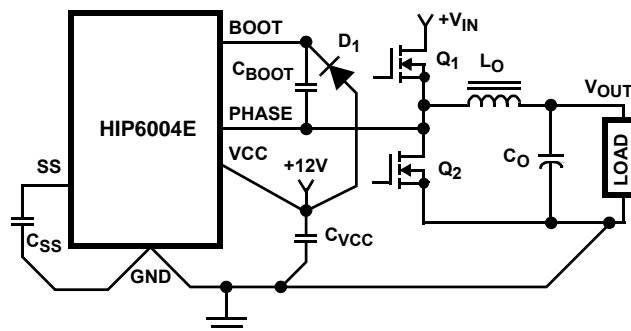 +VIN
BOOT
D1
CBOOT
Q1
LO
VOUT
HIP6004E
PHASE
VCC
SS
+12V
Q2
CO
LOAD
CSS
CVCC
GND